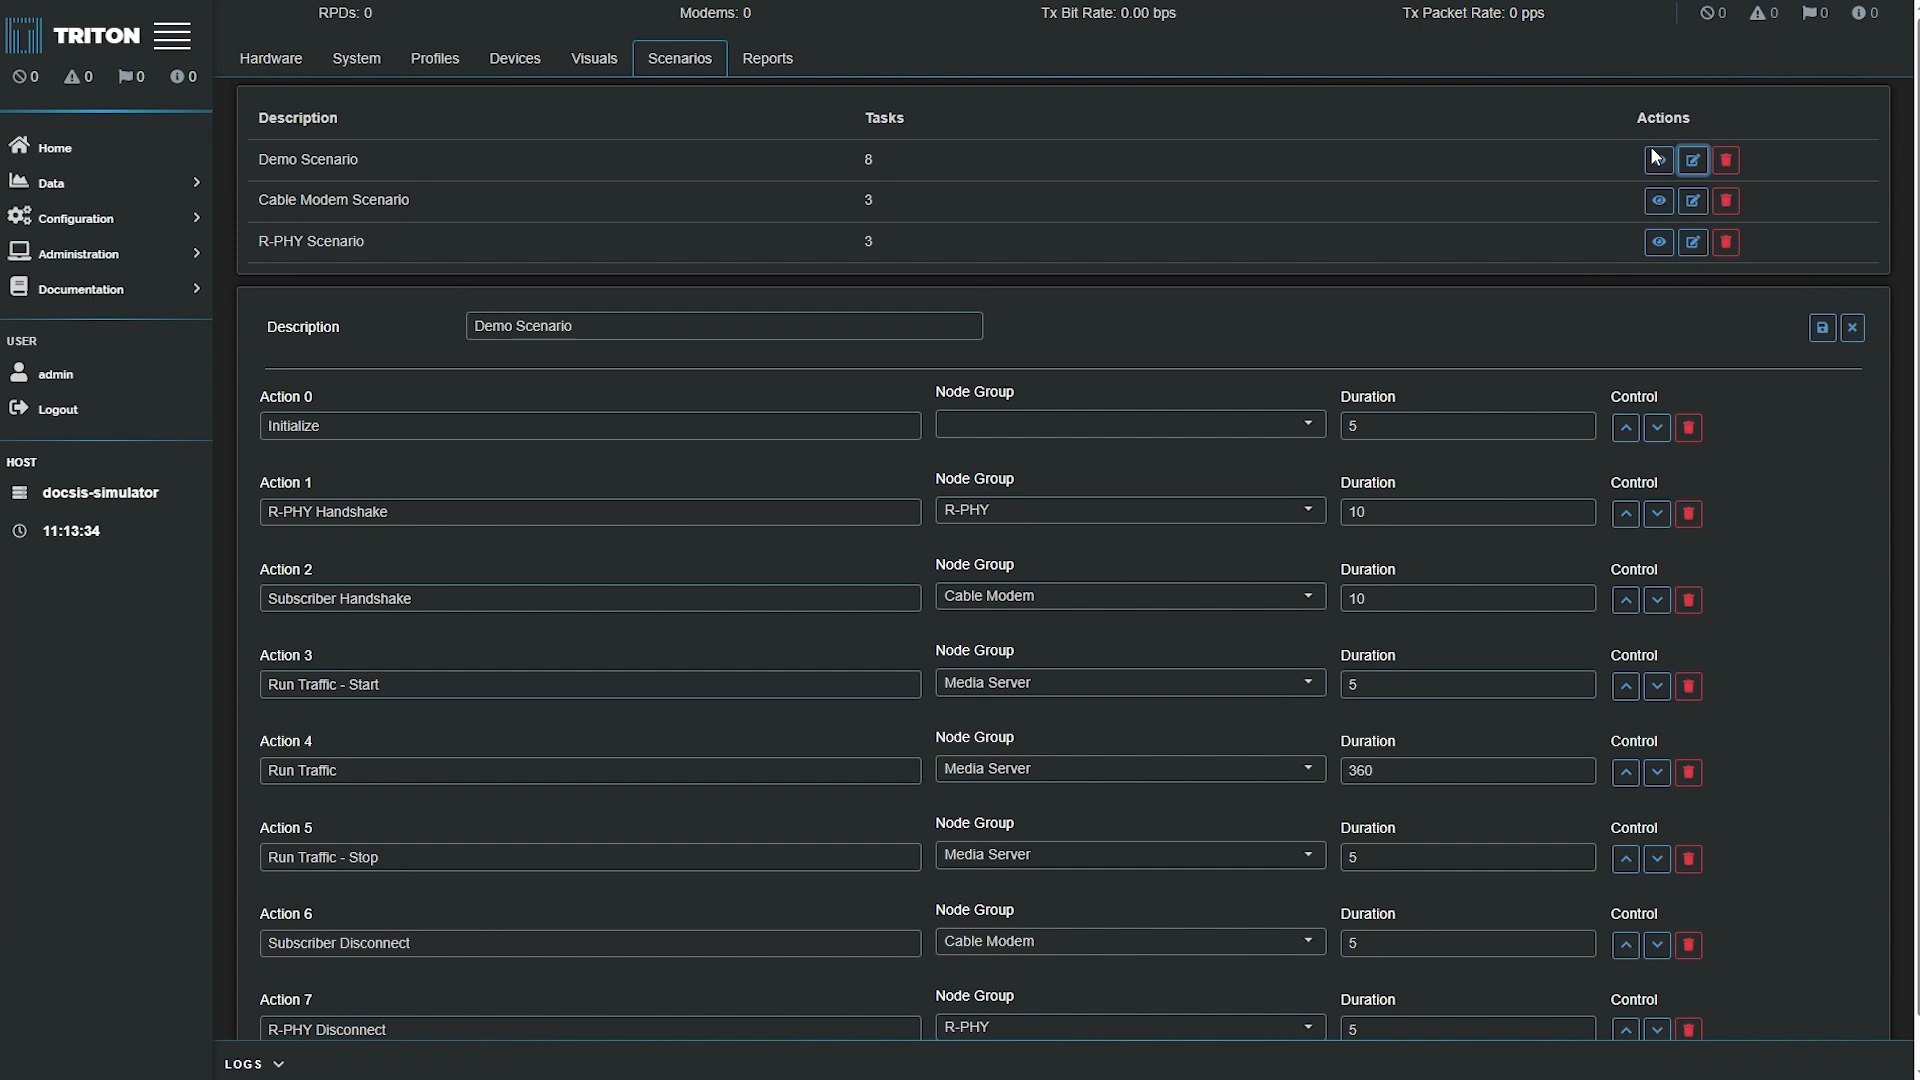 RPDs: 0 Modems: 0 Tx Bit Rate: 0.00 bps Tx Packet Rate: 0 pps 0 0 0 0
TRITON
0 0 0 0
Hardware System Profiles Devices Visuals Scenarios Reports
Home
Data
Configuration
Administration
Documentation
USER
admin
Logout
HOST
docsis-simulator
11:13:34
Description Tasks Actions
Demo Scenario 8
Cable Modem Scenario 3
R-PHY Scenario 3
Description Demo Scenario
Action 0 Node Group Duration Control
Initialize 5
Action 1 Node Group Duration Control
R-PHY Handshake R-PHY 10
Action 2 Node Group Duration Control
Subscriber Handshake Cable Modem 10
Action 3 Node Group Duration Control
Run Traffic - Start Media Server 5
Action 4 Node Group Duration Control
Run Traffic Media Server 360
Action 5 Node Group Duration Control
Run Traffic - Stop Media Server 5
Action 6 Node Group Duration Control
Subscriber Disconnect Cable Modem 5
Action 7 Node Group Duration Control
R-PHY Disconnect R-PHY 5
LOGS